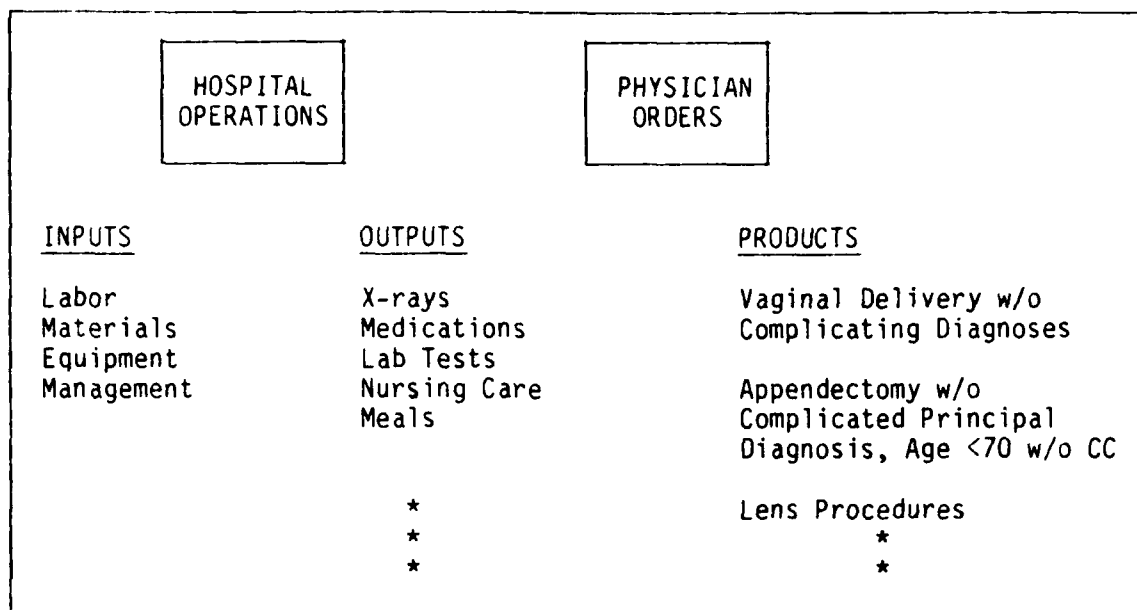 HOSPITAL
OPERATIONS
PHYSICIAN
ORDERS
INPUTS
Labor
Materials
Equipment
Management
OUTPUTS
X-rays
Medications
Lab Tests
Nursing Care
Meals
*
*
*
PRODUCTS
Vaginal Delivery w/o
Complicating Diagnoses
Appendectomy w/o
Complicated Principal
Diagnosis, Age <70 w/o CC
Lens Procedures
*
*